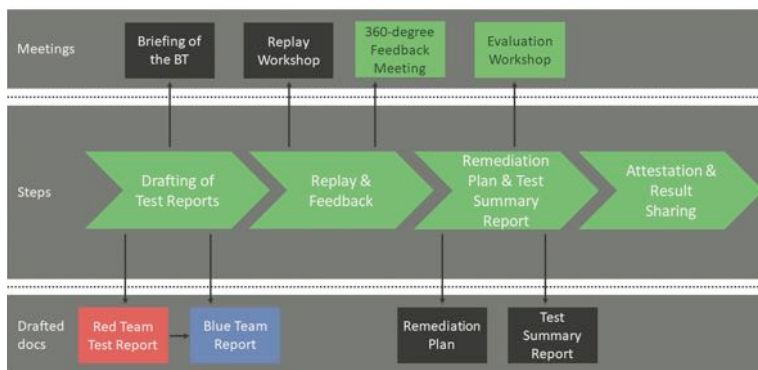 Meetings
Briefing of
the BT
Replay
Workshop
360-degree
Feedback
Meeting
Evaluation
Workshop
Steps
Drafting of
Test Reports
Replay &
Feedback
Remediation
Plan & Test
Summary
Report
Attestation &
Result
Sharing
Drafted
docs
Red Team
Test Report
Blue Team
Report
Remediation
Plan
Test
Summary
Report